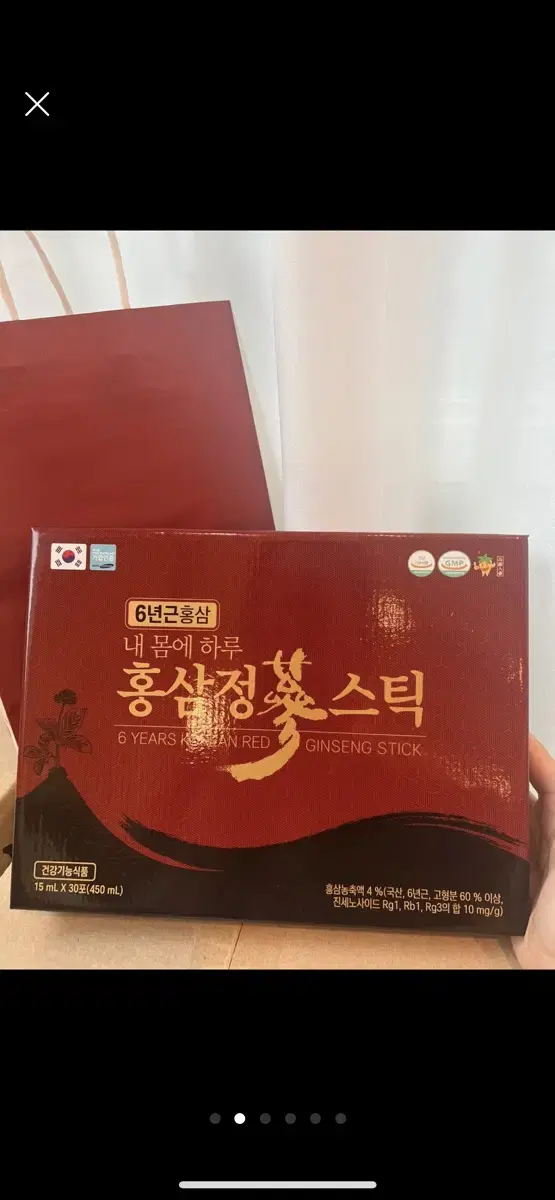 GMP
6년근홍삼
내 몸에 하루
홍삼정蔘스틱
6 YEARS KOREAN RED GINSENG STICK
건강기능식품
15 mL X 30포(450 mL)
홍삼농축액 4 %(국산, 6년근, 고형분 60 % 이상,
진세노사이드 Rg1, Rb1, Rg3의 합 10 mg/g)